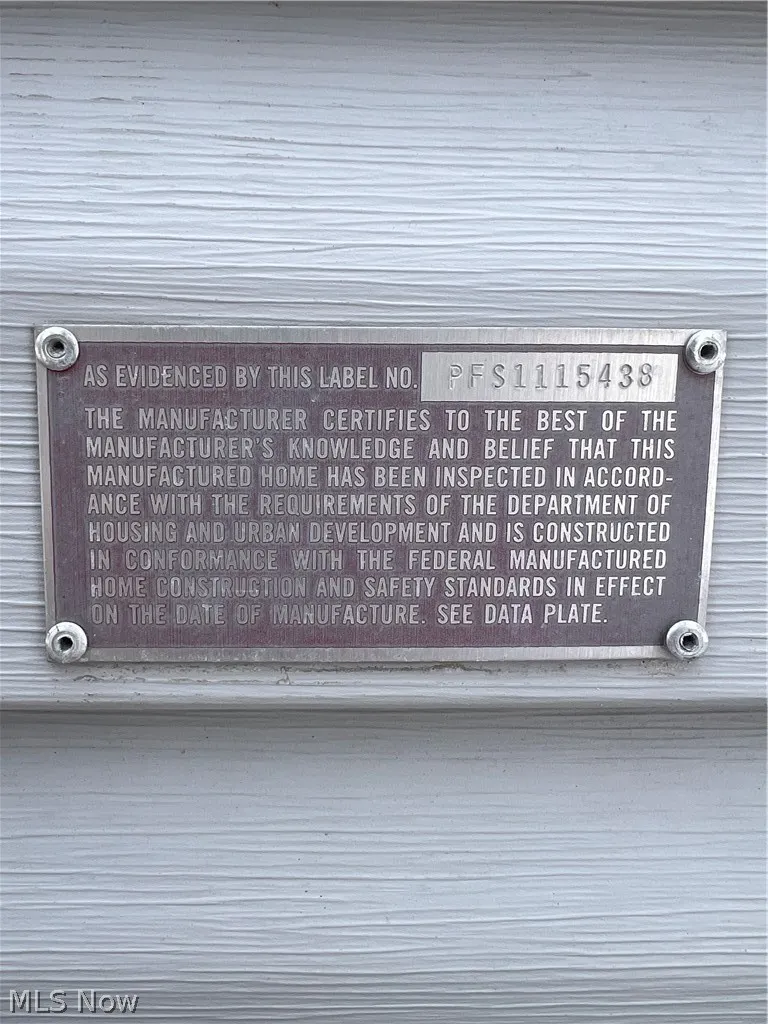 AS EVIDENCED BY THIS LABEL NO. PFS1115438
THE MANUFACTURER CERTIFIES TO THE BEST OF THE
MANUFACTURER'S KNOWLEDGE AND BELIEF THAT THIS
MANUFACTURED HOME HAS BEEN INSPECTED IN ACCORD-
ANCE WITH THE REQUIREMENTS OF THE DEPARTMENT OF
HOUSING AND URBAN DEVELOPMENT AND IS CONSTRUCTED
IN CONFORMANCE WITH THE FEDERAL MANUFACTURED
HOME CONSTRUCTION AND SAFETY STANDARDS IN EFFECT
ON THE DATE OF MANUFACTURE. SEE DATA PLATE.
MLS Now